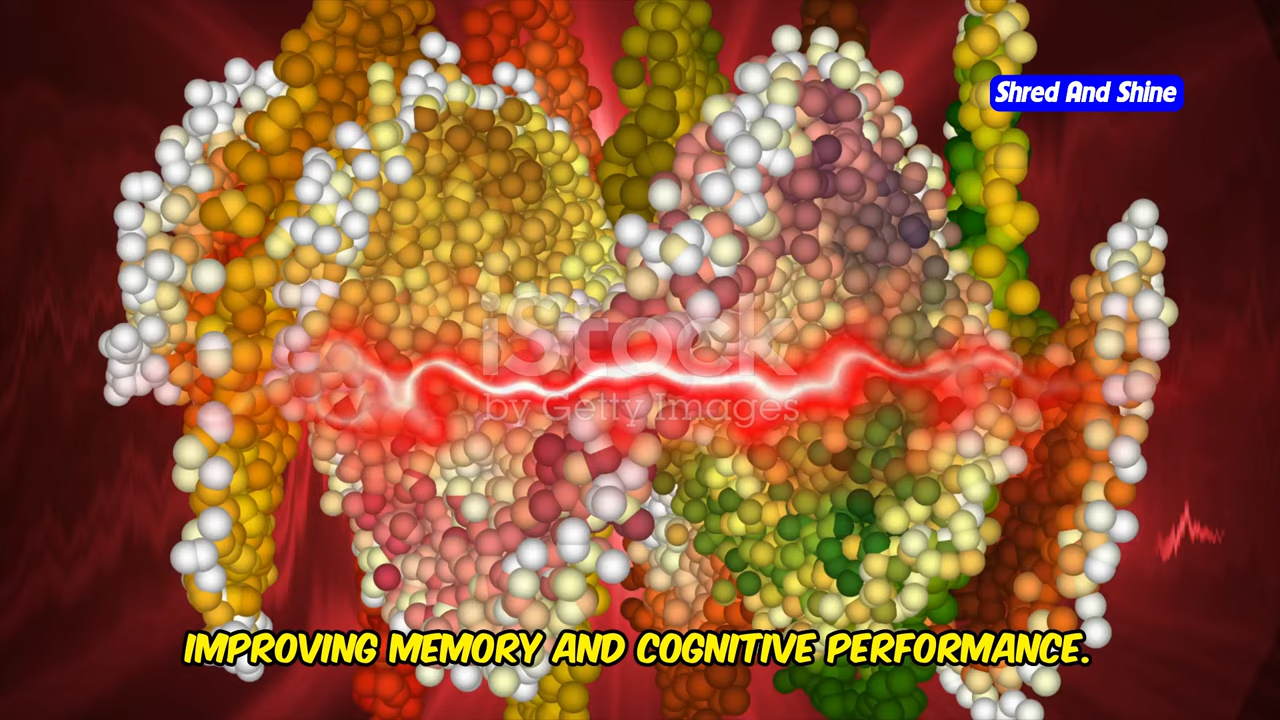 Shred And Shine
iStock
by Getty Images
IMPROVING MEMORY AND COGNITIVE PERFORMANCE.